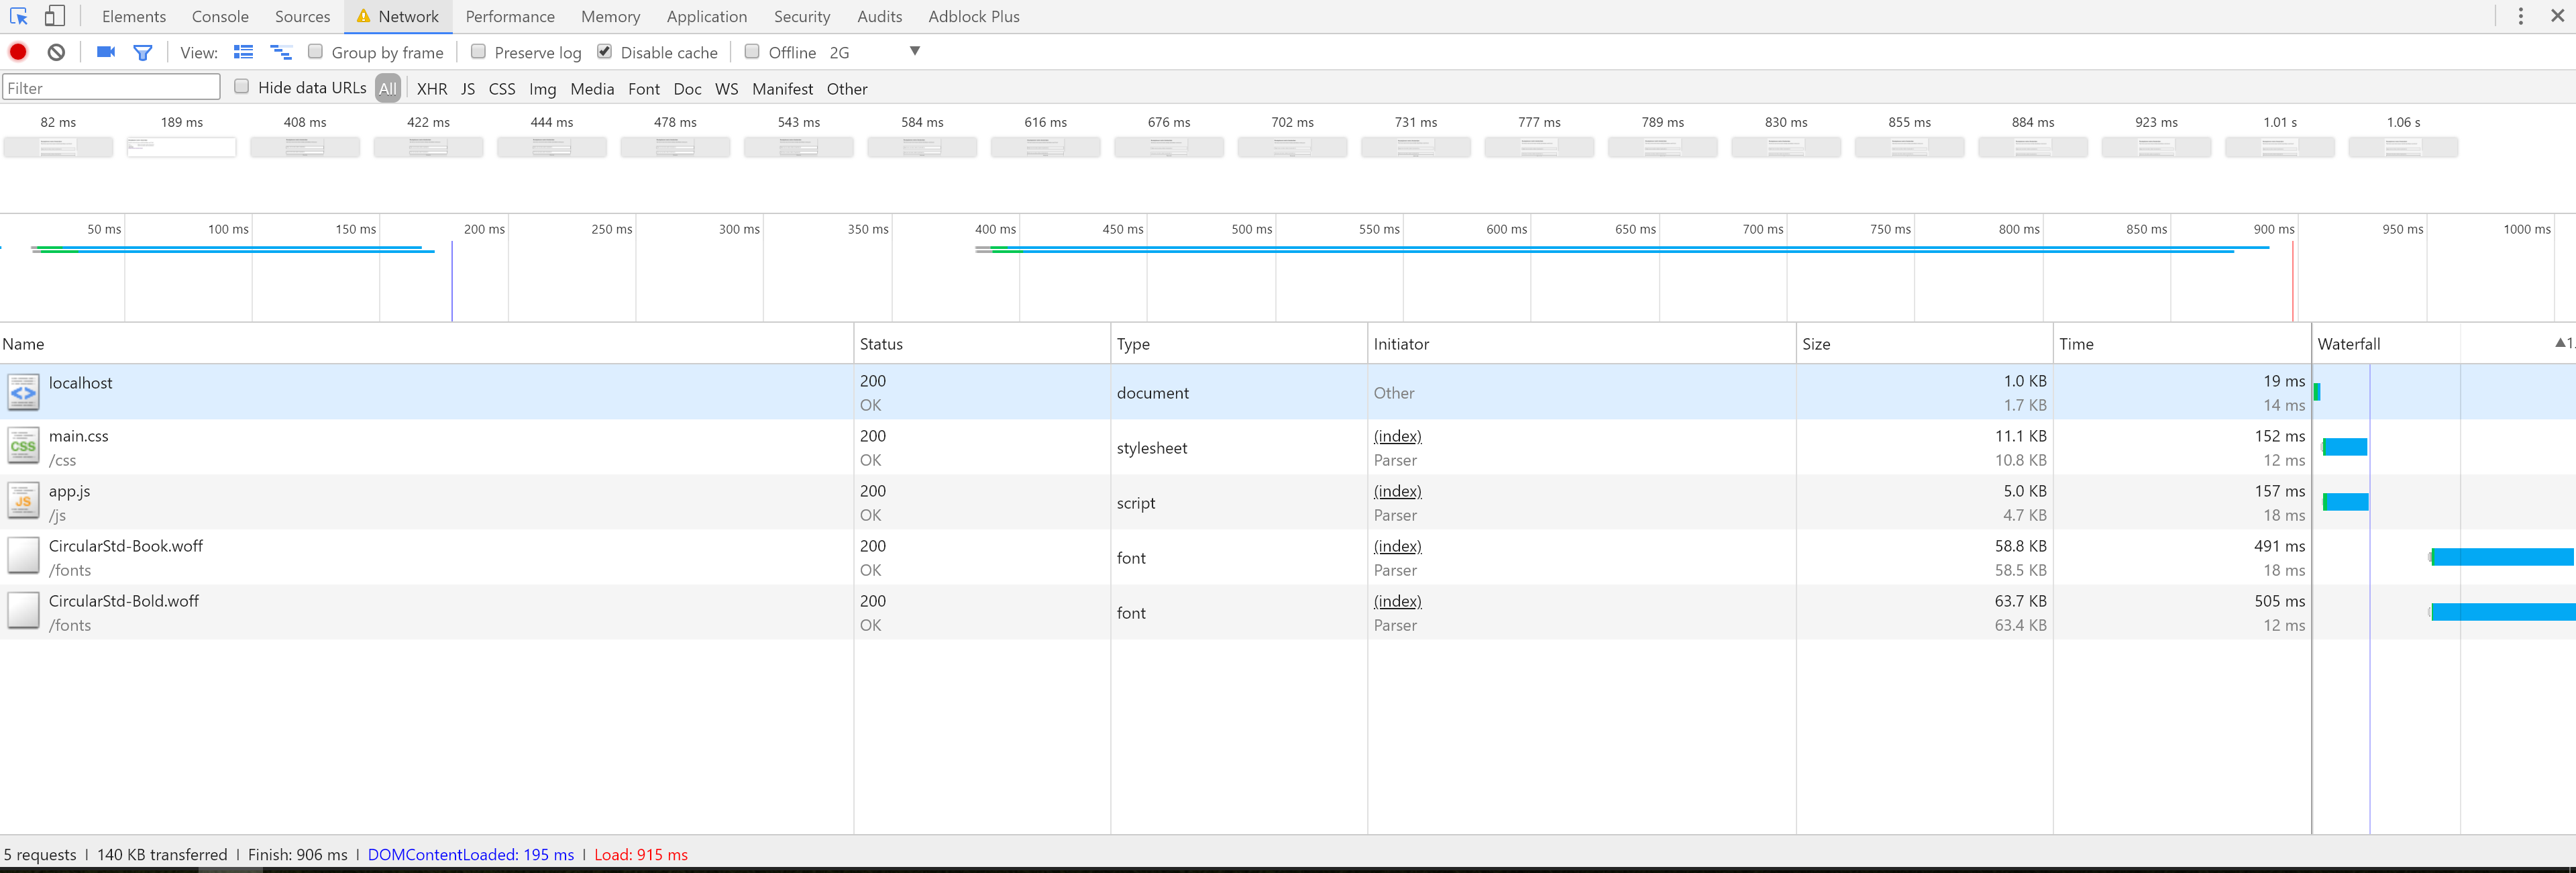 Elements Console Sources Network Performance Memory Application Security Audits Adblock Plus
View: Group by frame Preserve log Disable cache Offline 2G
Filter Hide data URLs All XHR JS CSS Img Media Font Doc WS Manifest Other
82 ms 189 ms 408 ms 422 ms 444 ms 478 ms 543 ms 584 ms 616 ms 676 ms 702 ms 731 ms 777 ms 789 ms 830 ms 855 ms 884 ms 923 ms 1.01 s 1.06 s
50 ms 100 ms 150 ms 200 ms 250 ms 300 ms 350 ms 400 ms 450 ms 500 ms 550 ms 600 ms 650 ms 700 ms 750 ms 800 ms 850 ms 900 ms 950 ms 1000 ms
Name Status Type Initiator Size Time Waterfall ▲1.
localhost 200 document Other 1.0 KB 19 ms
OK 1.7 KB 14 ms
CSS main.css 200 stylesheet (index) 11.1 KB 152 ms
/css OK Parser 10.8 KB 12 ms
JS app.js 200 script (index) 5.0 KB 157 ms
/js OK Parser 4.7 KB 18 ms
CircularStd-Book.woff 200 font (index) 58.8 KB 491 ms
/fonts OK Parser 58.5 KB 18 ms
CircularStd-Bold.woff 200 font (index) 63.7 KB 505 ms
/fonts OK Parser 63.4 KB 12 ms
5 requests | 140 KB transferred | Finish: 906 ms | DOMContentLoaded: 195 ms | Load: 915 ms